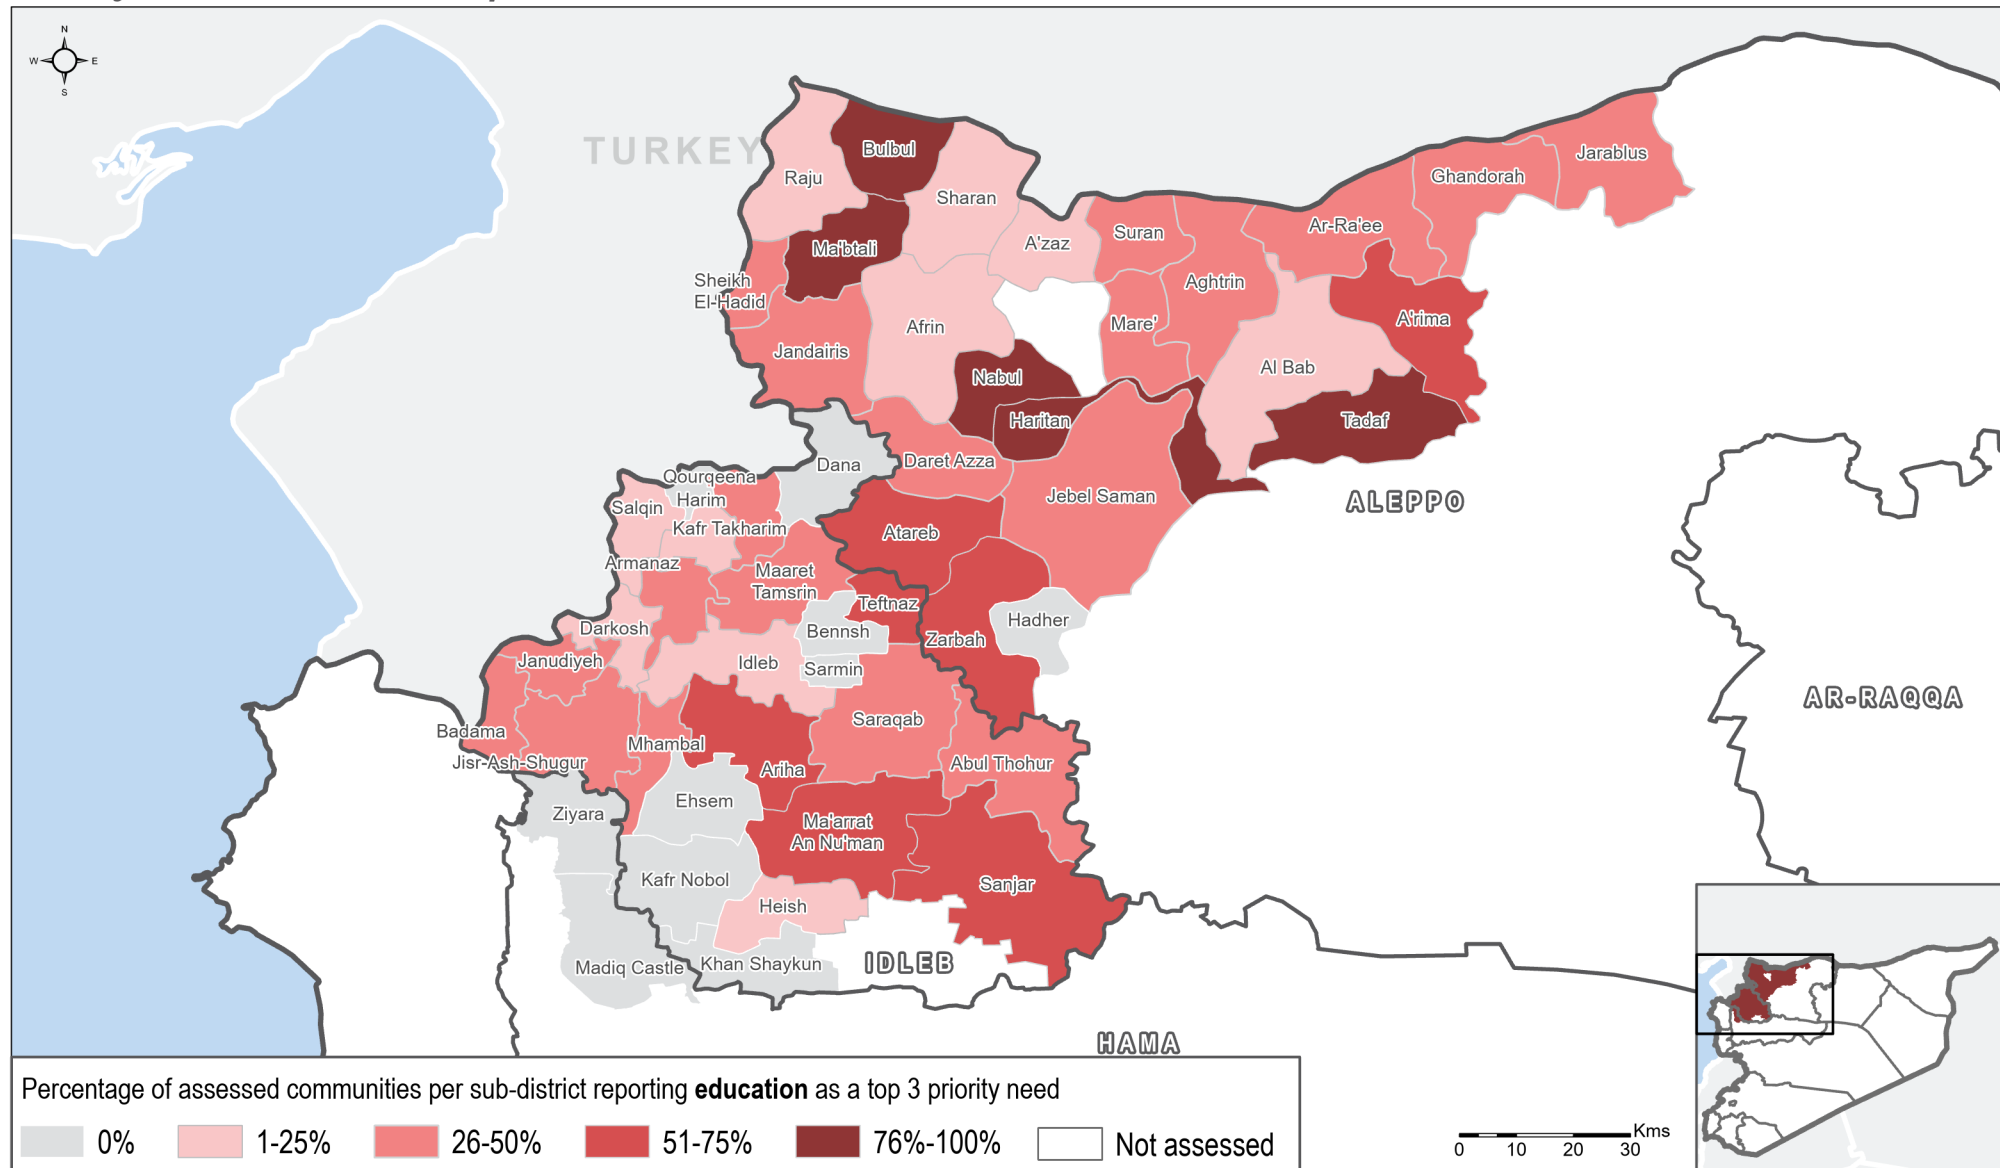 N
W
E
S
TURKEY
Bulbul
Raju
Sharan
Jarablus
Ghandorah
Ma'btali
A'zaz
Suran
Ar-Ra'ee
Sheikh
El-Hadid
Aghtrin
Afrin
Mare'
A'rima
Jandairis
Nabul
Al Bab
Haritan
Tadaf
Dana
Daret Azza
Qourqeena
Harim
Salqin
Jebel Saman
ALEPPO
Kafr Takharim
Atareb
Armanaz
Maaret
Tamsrin
Teftnaz
Hadher
Darkosh
Bennsh
Zarbah
Janudiyeh
Idleb
Sarmin
AR-RAQQA
Saraqab
Badama
Mhambal
Jisr-Ash-Shugur
Ariha
Abul Thohur
Ehsem
Ziyara
Ma'arrat
An Nu'man
Kafr Nobol
Sanjar
Heish
Madiq Castle
Khan Shaykun
IDLEB
HAMA
Percentage of assessed communities per sub-district reporting education as a top 3 priority need
0%
1-25%
26-50%
51-75%
76%-100%
Not assessed
Kms
0 10 20 30